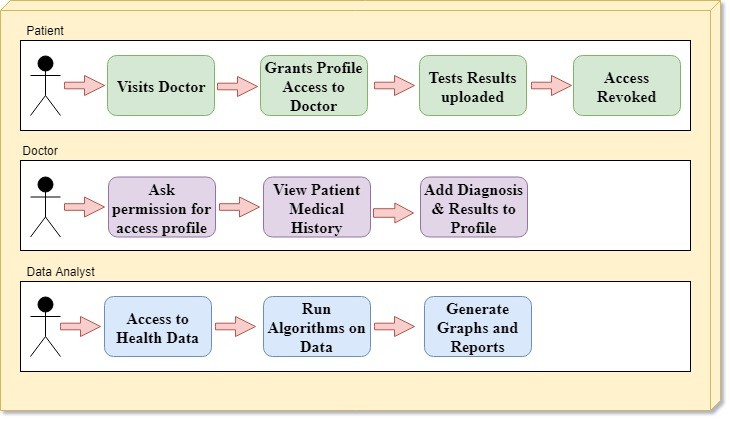 Patient
Visits Doctor
Grants Profile
Access to
Doctor
Tests Results
uploaded
Access
Revoked
Doctor
Ask
permission for
access profile
View Patient
Medical
History
Add Diagnosis
& Results to
Profile
Data Analyst
Access to
Health Data
Run
Algorithms on
Data
Generate
Graphs and
Reports